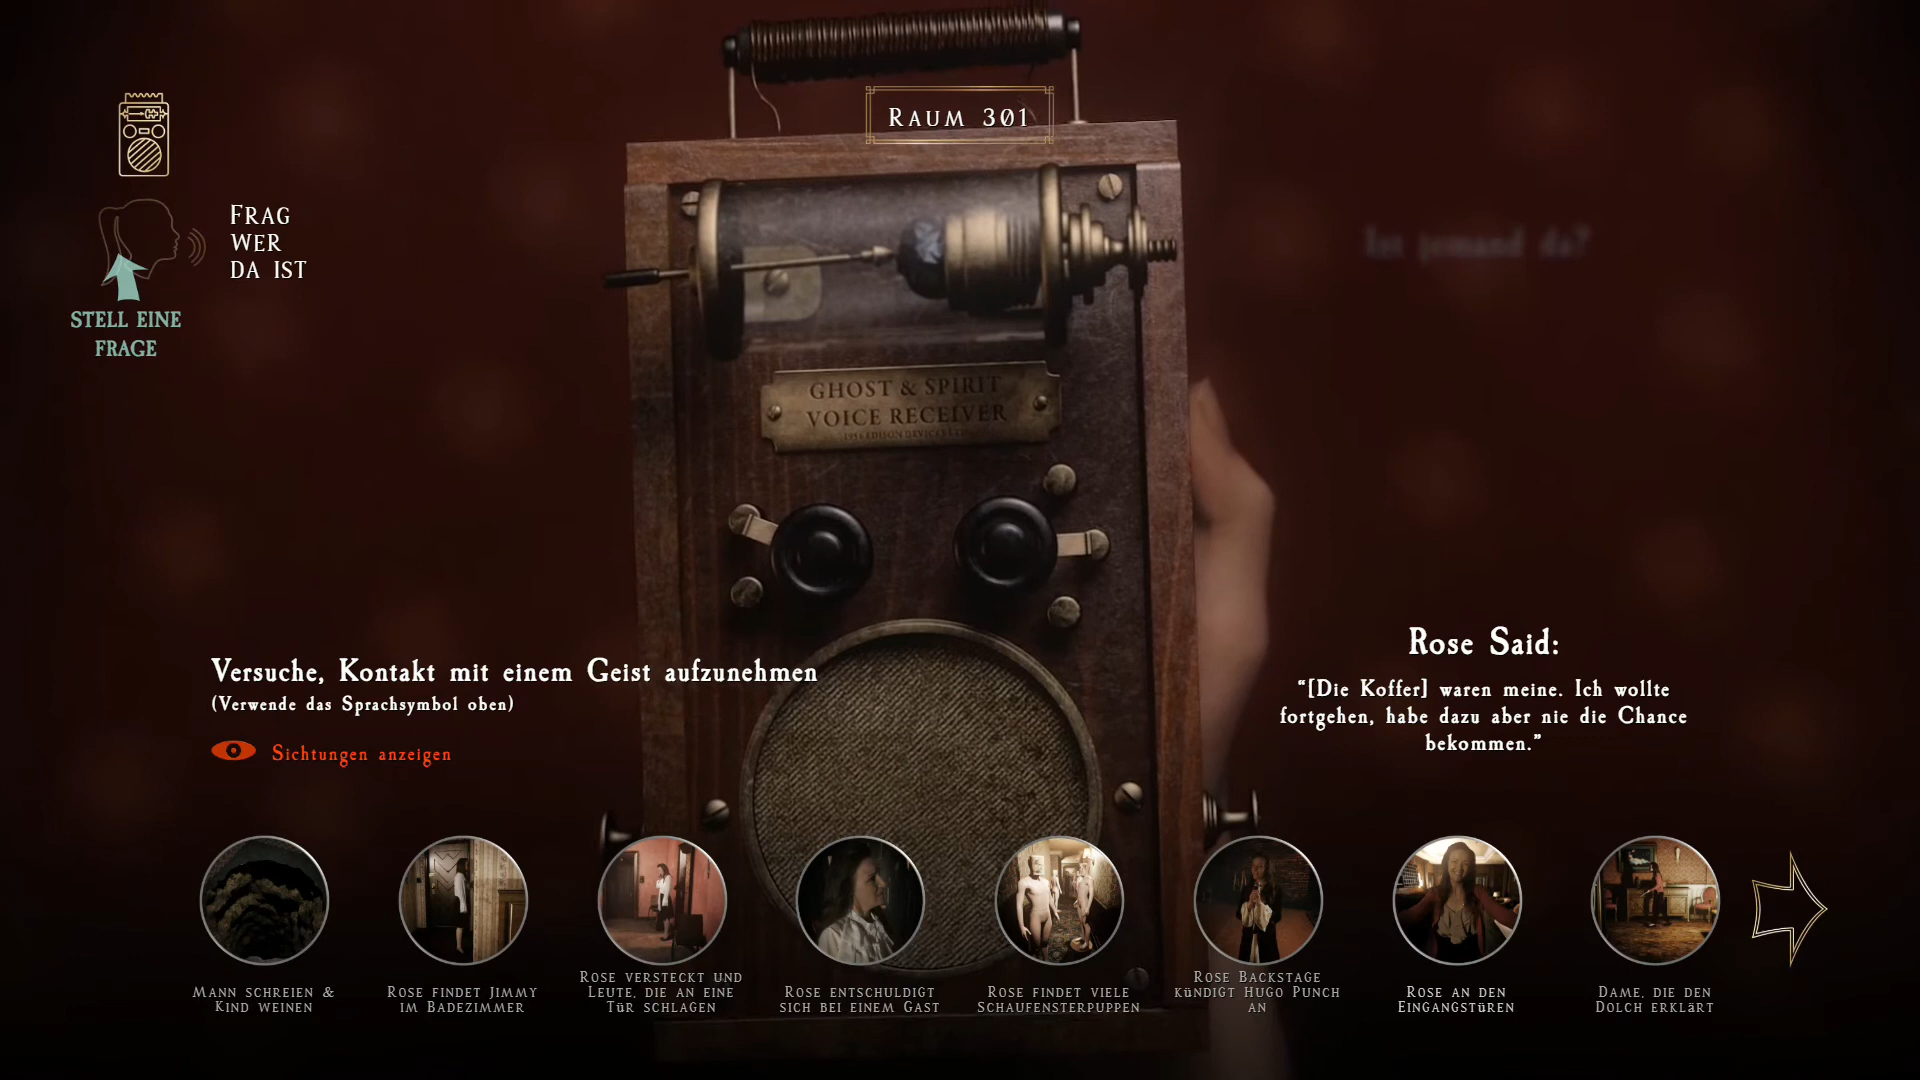 RAUM 301
FRAG
WER
DA IST
Ist jemand da?
STELL EINE
FRAGE
GHOST & SPIRIT
VOICE RECEIVER
Versuche, Kontakt mit einem Geist aufzunehmen
(Verwende das Sprachsymbol oben)
Sichtungen anzeigen
Rose Said:
“[Die Koffer] waren meine. Ich wollte
fortgehen, habe dazu aber nie die Chance
bekommen.”
MANN SCHREIEN &
KIND WEINEN
ROSE FINDET JIMMY
IM BADEZIMMER
ROSE VERSTECKT UND
LEUTE, DIE AN EINE
TÜR SCHLAGEN
ROSE ENTSCHULDIGT
SICH BEI EINEM GAST
ROSE FINDET VIELE
SCHAUFENSTERPUPPEN
ROSE BACKSTAGE
KÜNDIGT HUGO PUNCH
AN
ROSE AN DEN
EINGANGSTÜREN
DAME, DIE DEN
DOLCH ERKLÄRT